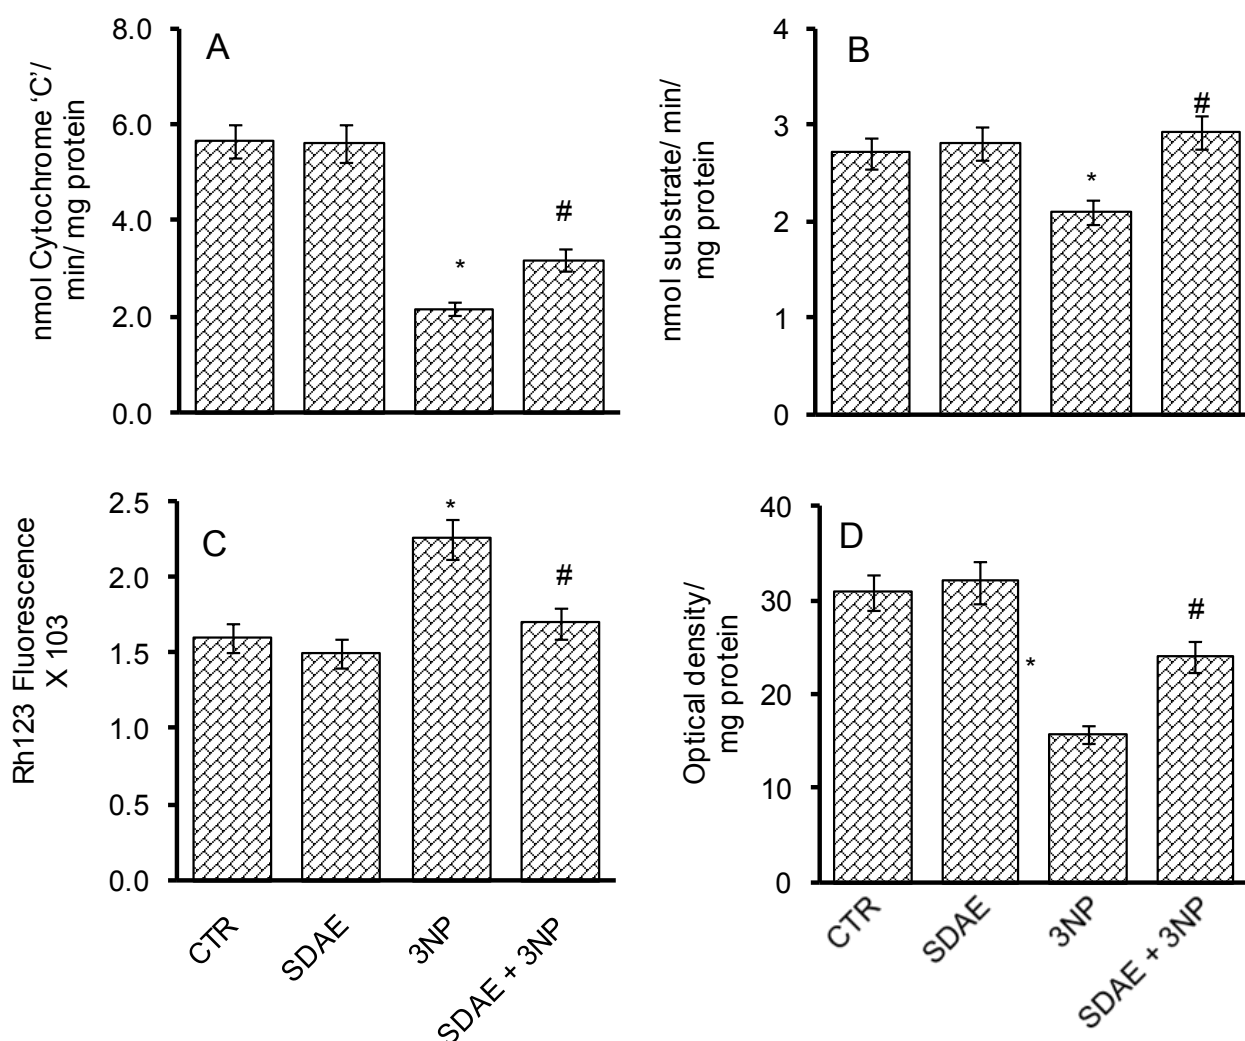 A
nmol Cytochrome ‘C’/
min/ mg protein
8.0
6.0
4.0
2.0
0.0
*
#
B
nmol substrate/ min/
mg protein
4
3
2
1
0
*
#
C
Rh123 Fluorescence
X 103
2.5
2.0
1.5
1.0
0.5
0.0
*
#
CTR
SDAE
3NP
SDAE + 3NP
D
Optical density/
mg protein
40
30
20
10
0
*
#
CTR
SDAE
3NP
SDAE + 3NP